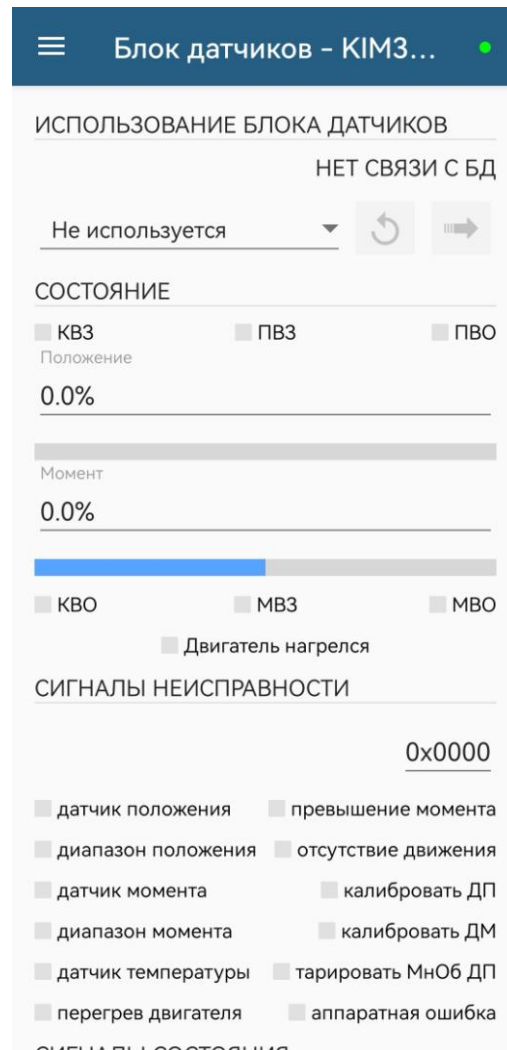 Блок датчиков - KIM3...
ИСПОЛЬЗОВАНИЕ БЛОКА ДАТЧИКОВ
НЕТ СВЯЗИ С БД
Не используется
СОСТОЯНИЕ
КВЗ ПВЗ ПВО
Положение
0.0%
Момент
0.0%
КВО МВЗ МВО
Двигатель нагрелся
СИГНАЛЫ НЕИСПРАВНОСТИ
0x0000
датчик положения превышение момента
диапазон положения отсутствие движения
датчик момента калибровать ДП
диапазон момента калибровать ДМ
датчик температуры тарировать МнОб ДП
перегрев двигателя аппаратная ошибка
СИГНАЛЫ СОСТОЯНИЯ